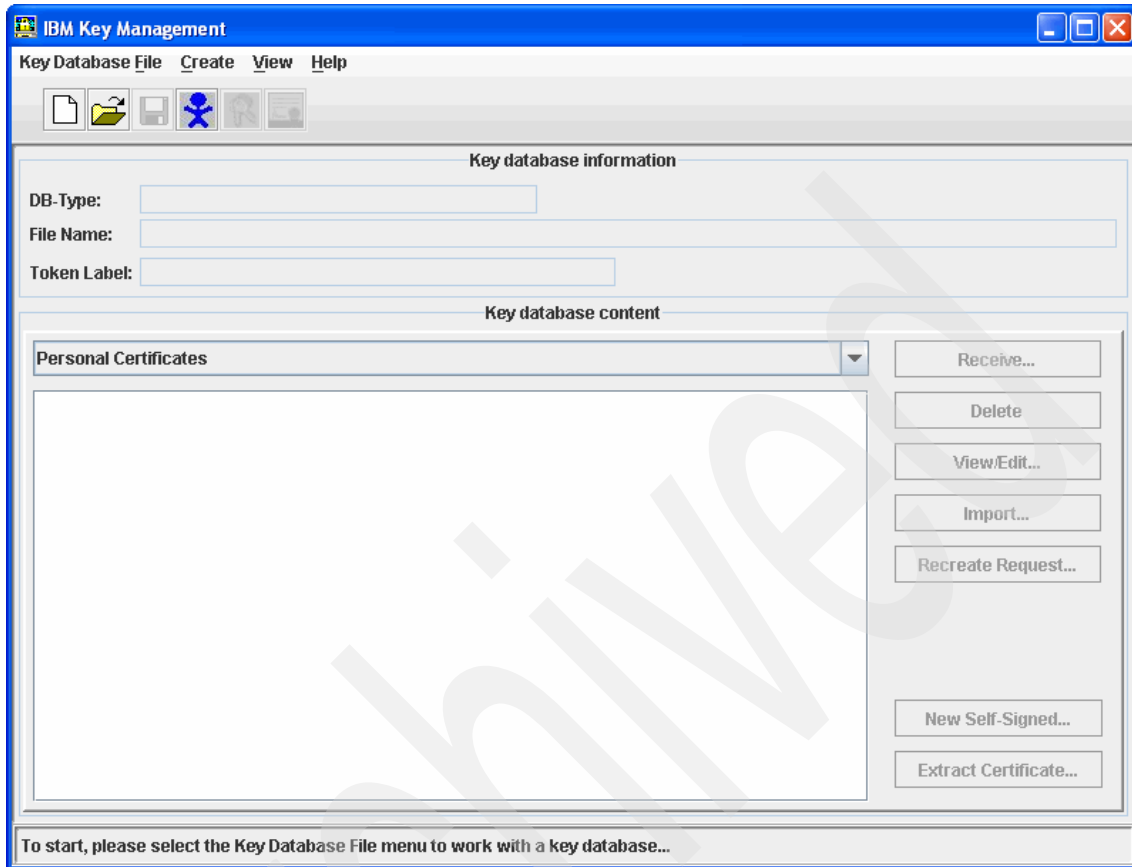 IBM Key Management
Key Database File Create View Help
Key database information
DB-Type:
File Name:
Token Label:
Key database content
Personal Certificates
Receive...
Delete
View/Edit...
Import...
Recreate Request...
New Self-Signed...
Extract Certificate...
To start, please select the Key Database File menu to work with a key database...
hived